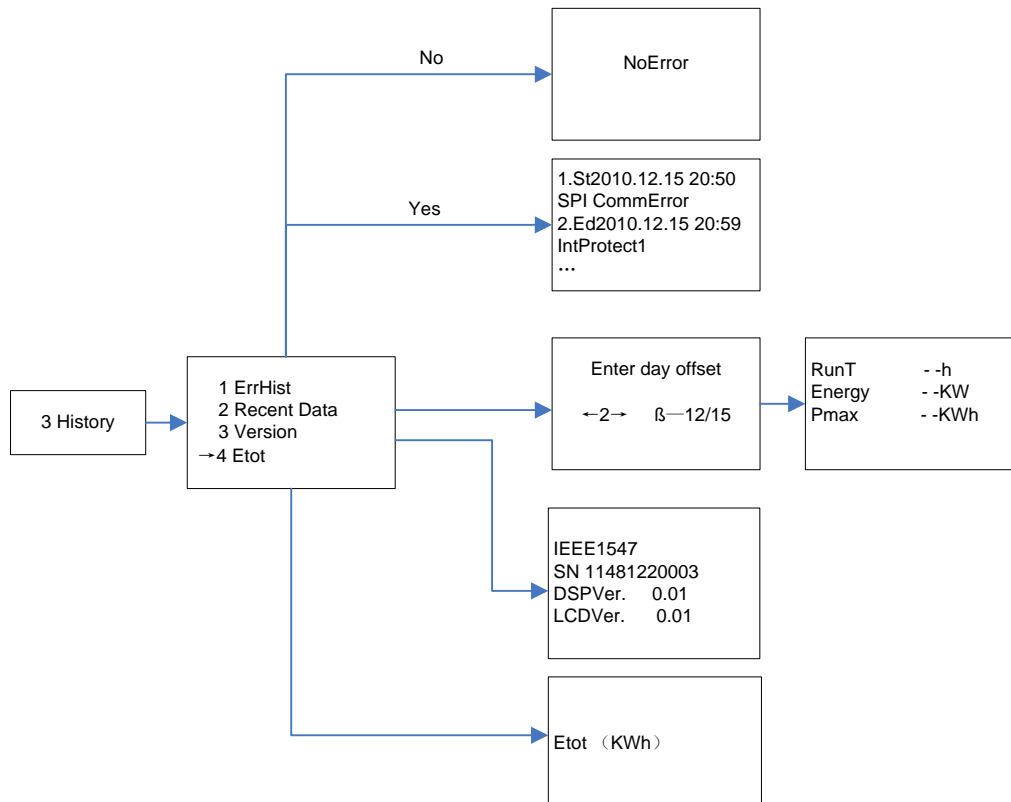 No
NoError
Yes
1.St2010.12.15 20:50
SPI CommError
2.Ed2010.12.15 20:59
IntProtect1
...
3 History
1 ErrHist
2 Recent Data
3 Version
→4 Etot
Enter day offset
←2→ ß—12/15
RunT - -h
Energy - -KW
Pmax - -KWh
IEEE1547
SN 11481220003
DSPVer. 0.01
LCDVer. 0.01
Etot （KWh）